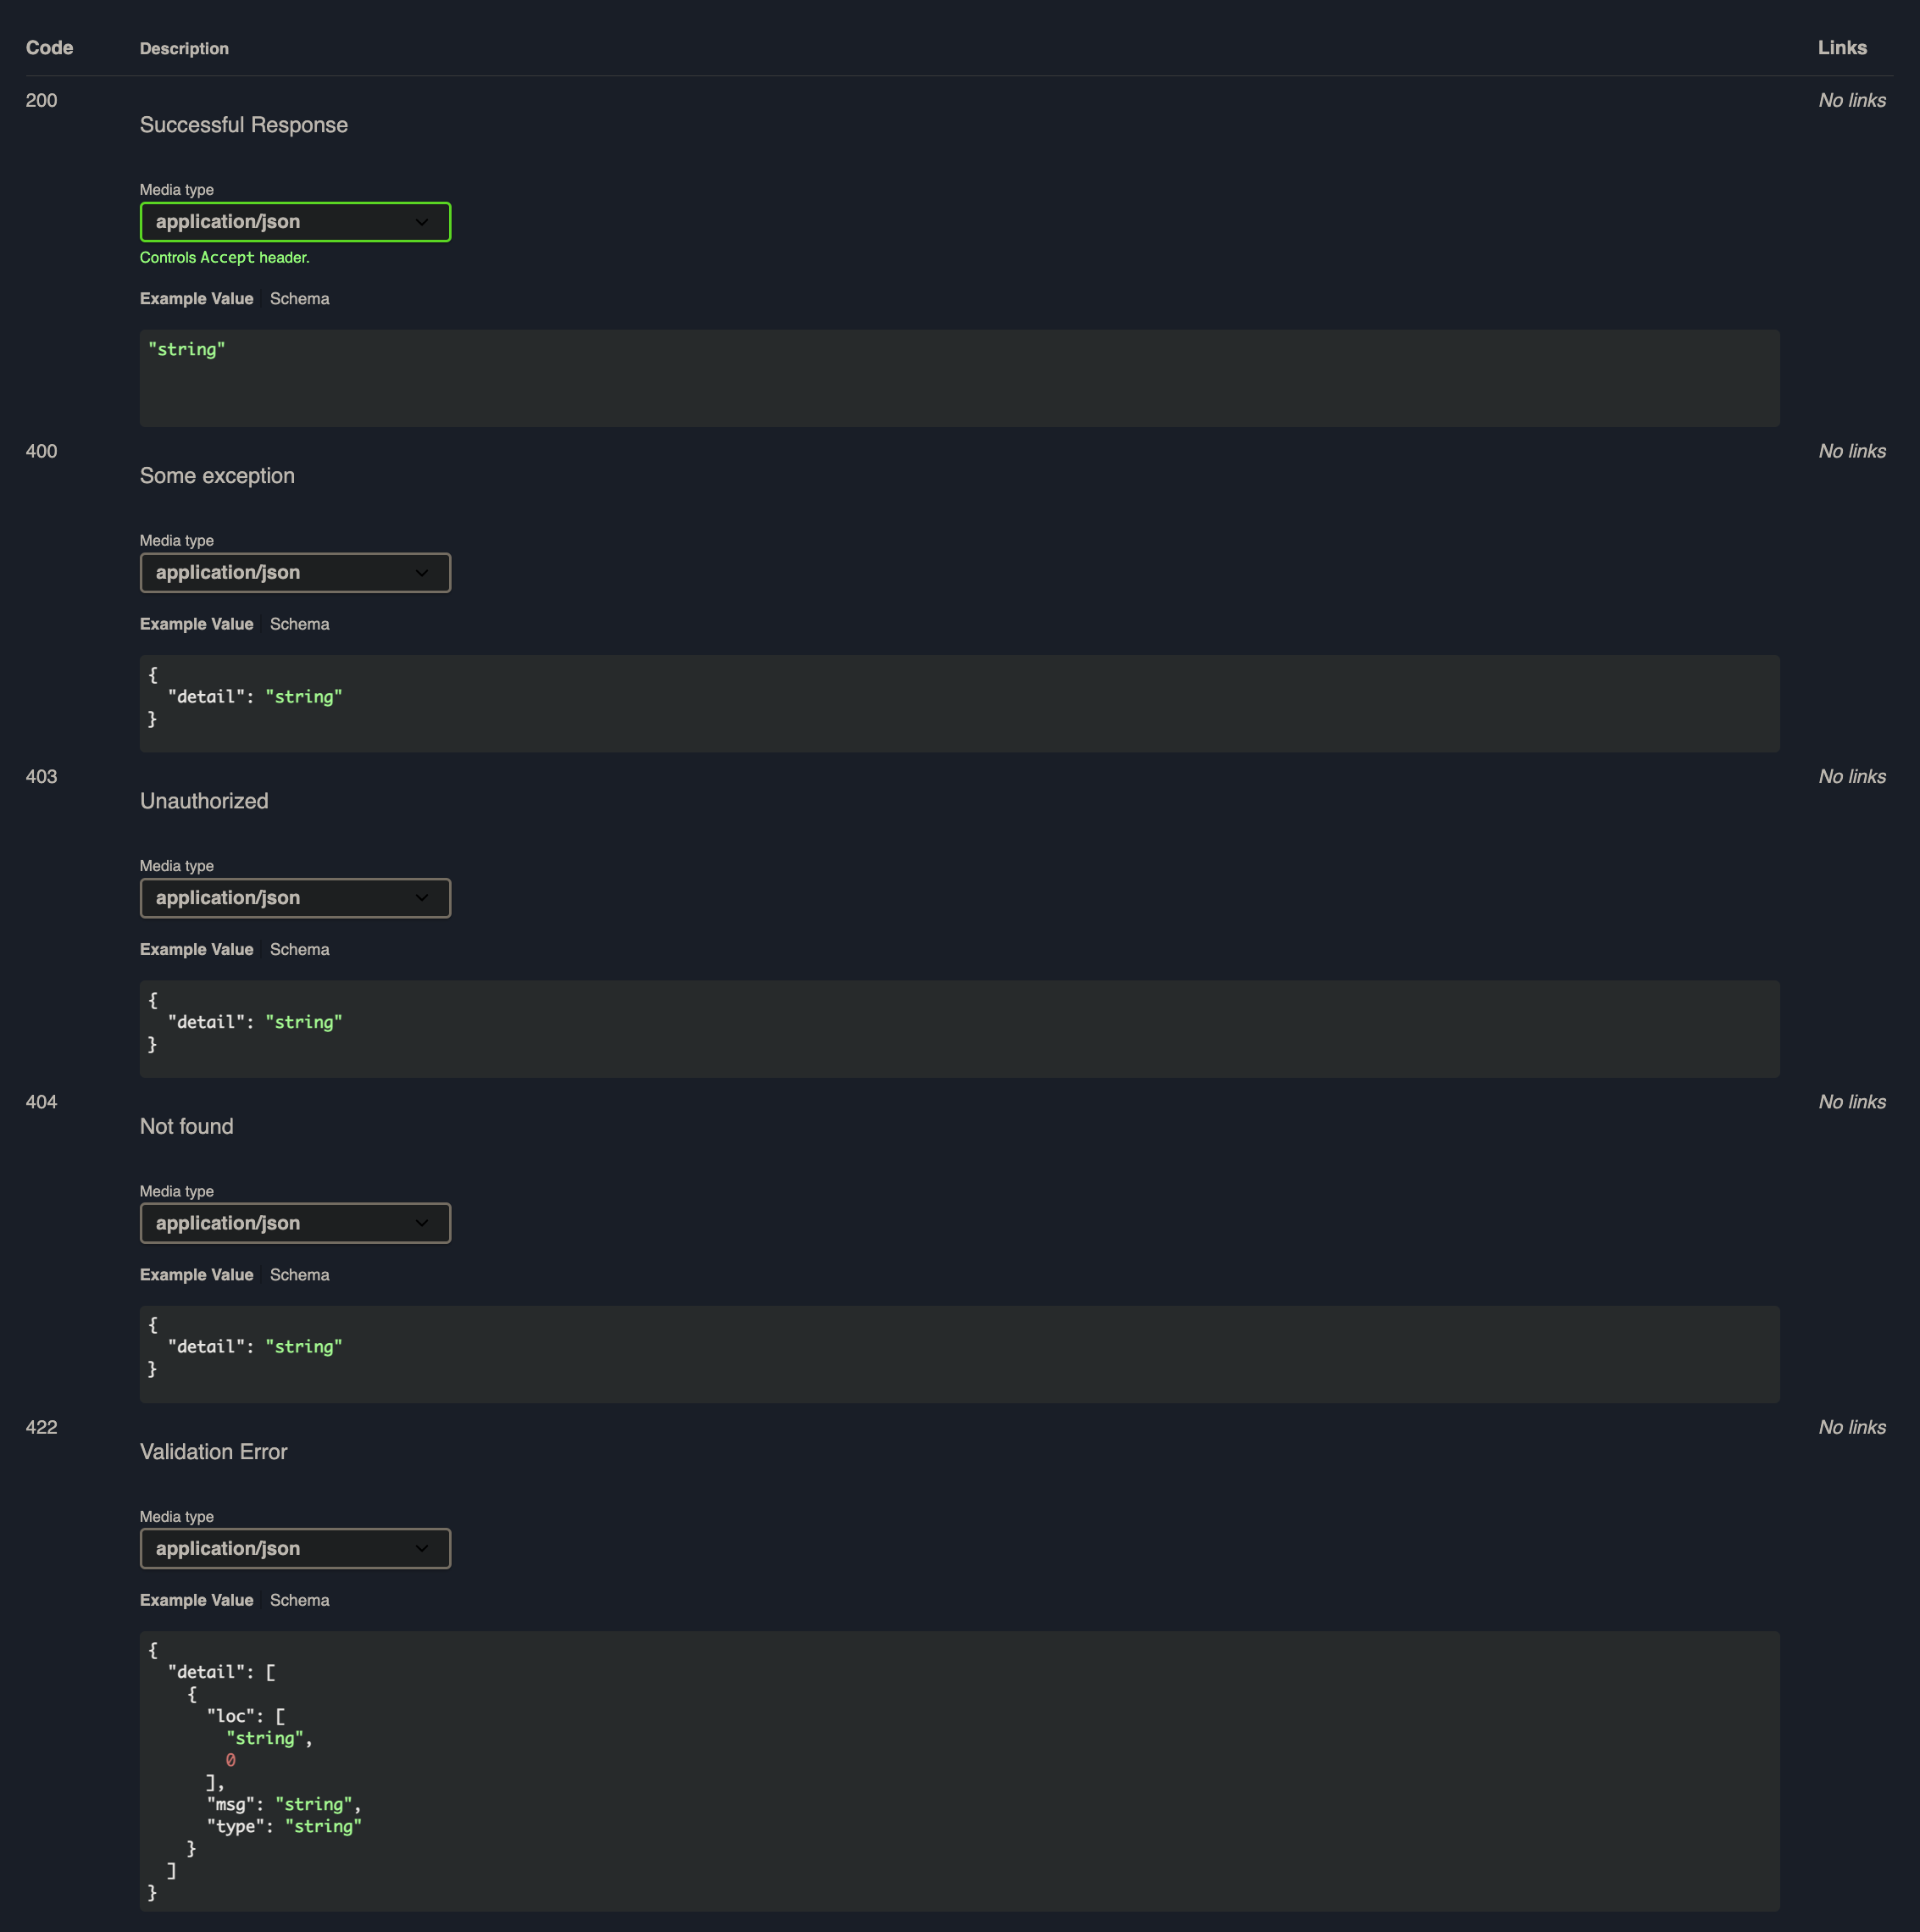 Code Description Links
200 No links
Successful Response
Media type
application/json
Controls Accept header.
Example Value Schema
"string"
400 No links
Some exception
Media type
application/json
Example Value Schema
{
  "detail": "string"
}
403 No links
Unauthorized
Media type
application/json
Example Value Schema
{
  "detail": "string"
}
404 No links
Not found
Media type
application/json
Example Value Schema
{
  "detail": "string"
}
422 No links
Validation Error
Media type
application/json
Example Value Schema
{
  "detail": [
    {
      "loc": [
        "string",
        0
      ],
      "msg": "string",
      "type": "string"
    }
  ]
}